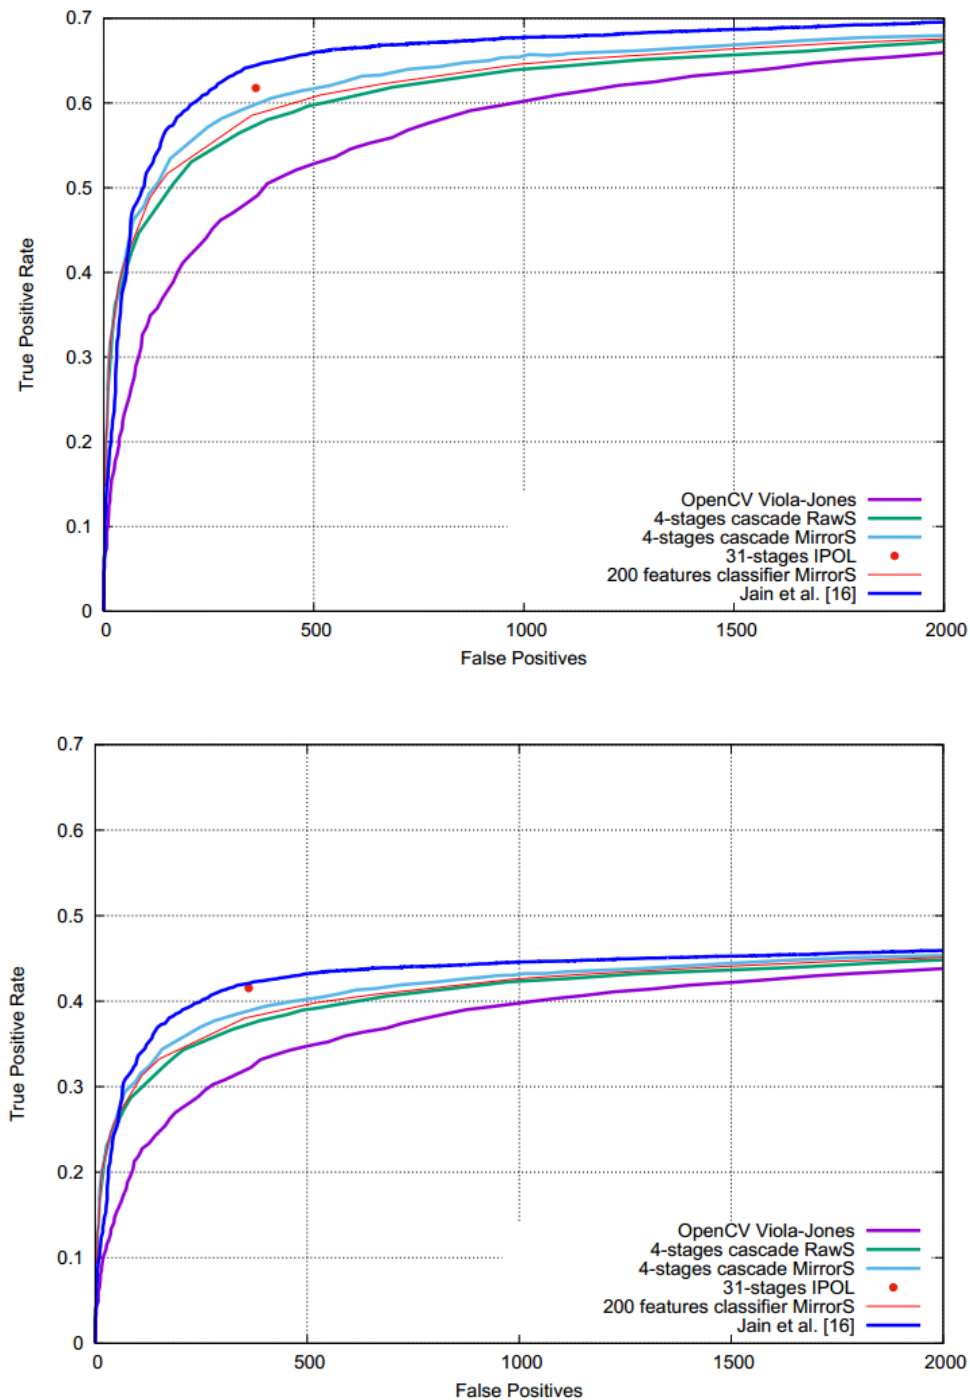 0.7
0.6
0.5
0.4
0.3
0.2
0.1
0
True Positive Rate
OpenCV Viola-Jones
4-stages cascade RawS
4-stages cascade MirrorS
31-stages IPOL
200 features classifier MirrorS
Jain et al. [16]
0 500 1000 1500 2000
False Positives
0.7
0.6
0.5
0.4
0.3
0.2
0.1
0
True Positive Rate
OpenCV Viola-Jones
4-stages cascade RawS
4-stages cascade MirrorS
31-stages IPOL
200 features classifier MirrorS
Jain et al. [16]
0 500 1000 1500 2000
False Positives